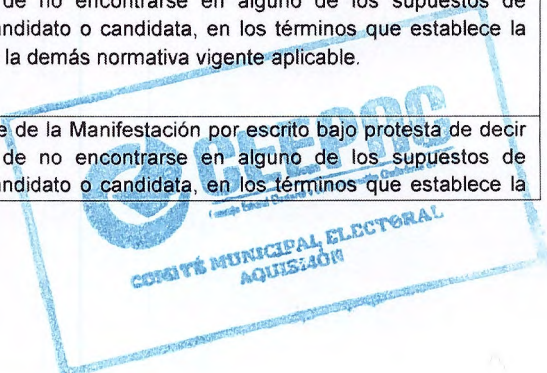 de no encontrarse en alguno de los supuestos de
andidato o candidata, en los términos que establece la
la demás normativa vigente aplicable.
e de la Manifestación por escrito bajo protesta de decir
de no encontrarse en alguno de los supuestos de
andidato o candidata, en los términos que establece la
CEEPAC
COMITÉ MUNICIPAL ELECTORAL
AQUISMÓN